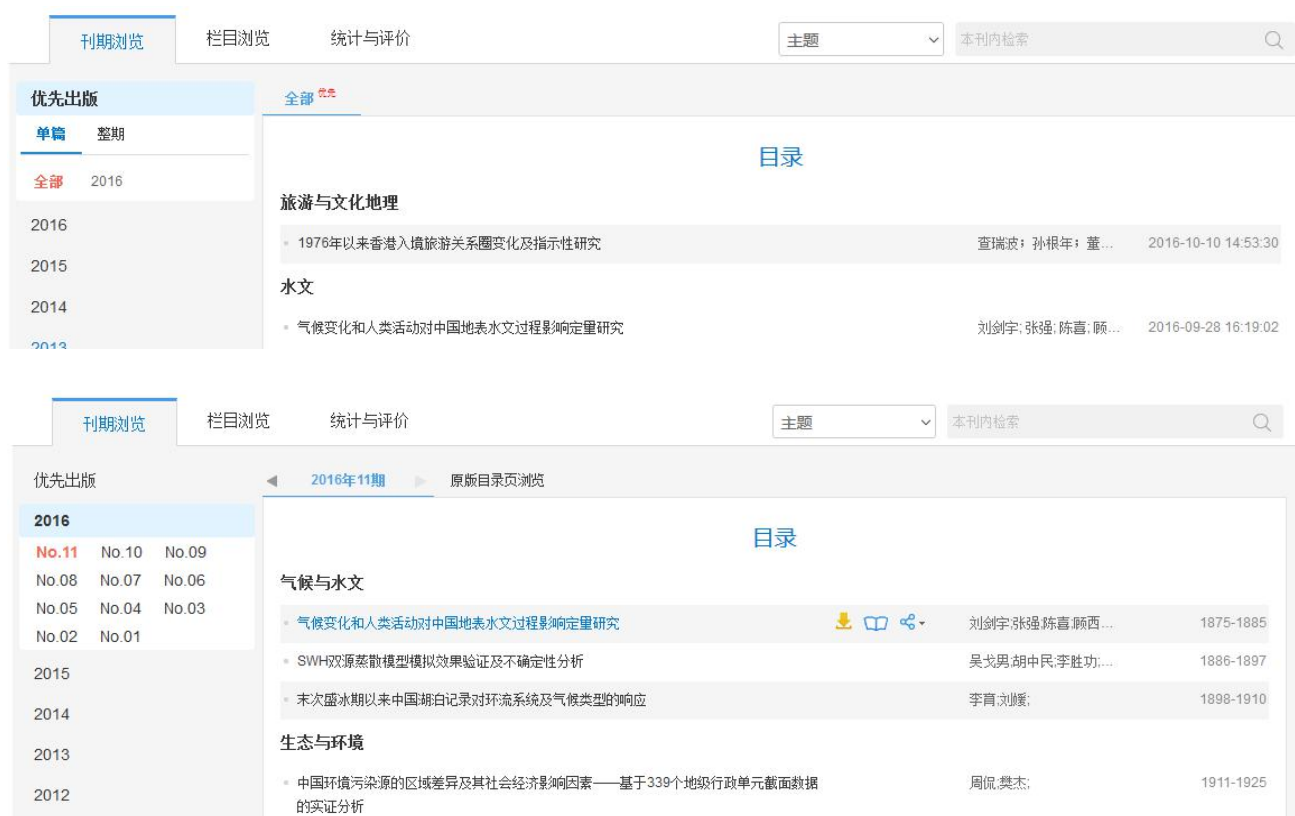 刊期浏览 栏目浏览 统计与评价 主题 本刊内检索
优先出版 全部 优先
单篇 整期
目录
全部 2016
旅游与文化地理
2016
1976年以来香港入境旅游关系圈变化及指示性研究 查瑞波；孙根年；董... 2016-10-10 14:53:30
2015
水文
2014
气候变化和人类活动对中国地表水文过程影响定量研究 刘剑宇;张强;陈喜;顾... 2016-09-28 16:19:02
2013
刊期浏览 栏目浏览 统计与评价 主题 本刊内检索
优先出版 2016年11期 原版目录页浏览
2016
目录
No.11 No.10 No.09
No.08 No.07 No.06
气候与水文
No.05 No.04 No.03
气候变化和人类活动对中国地表水文过程影响定量研究 刘剑宇;张强;陈喜;顾西... 1875-1885
No.02 No.01
SWH双源蒸散模型模拟效果验证及不确定性分析 吴戈男;胡中民;李胜功;... 1886-1897
2015
末次盛冰期以来中国湖泊记录对环流系统及气候类型的响应 李育;刘媛; 1898-1910
2014
生态与环境
2013
中国环境污染源的区域差异及其社会经济影响因素——基于339个地级行政单元截面数据 周侃;樊杰; 1911-1925
2012
的实证分析